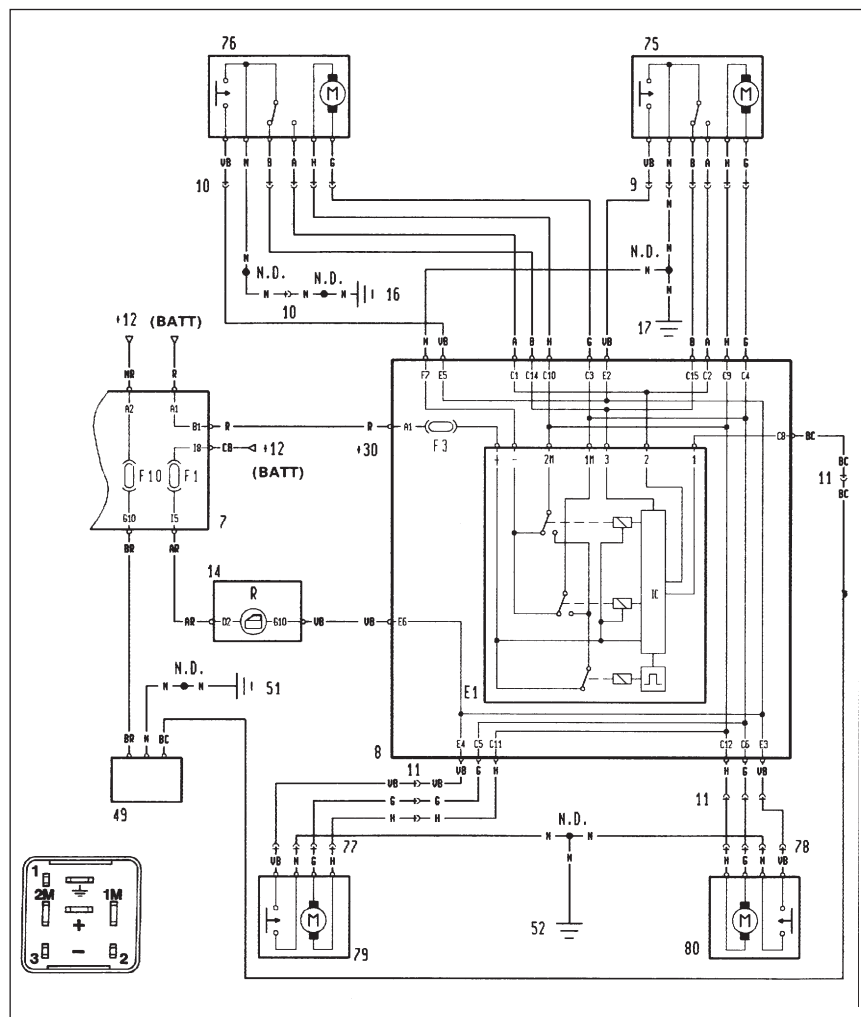 76
75
M
M
VB N B A H G
VB N B A H G
10
9
N
N
N
N.D.
N.D.
N.D.
N N N
N N
N
10
16
17
+12 (BATT)
N VB
A B H
G VB
B A H G
NR R
F7 E5
C1 C14 C10
C3 E2
C15 C2 C9 C4
A2 A1
B1 R
R A1
C8 BC
+30
F3
I8 CB +12
(BATT)
BC
11
BC
+ - 2M 1M 3 2 1
F10 F1
G10 I5
7
BR AR
14
R
IC
AR D2 G10 VB
VB E6
N.D.
N N
51
E1
BR N BC
E4 C5 C11
C12 C6 E3
8
VB G H
H G VB
11
VB VB
G G
H H
11
49
N.D.
N N
N
77
78
VB N G H
H G N VB
1
2M 1M
+
3 - 2
M
M
52
79
80